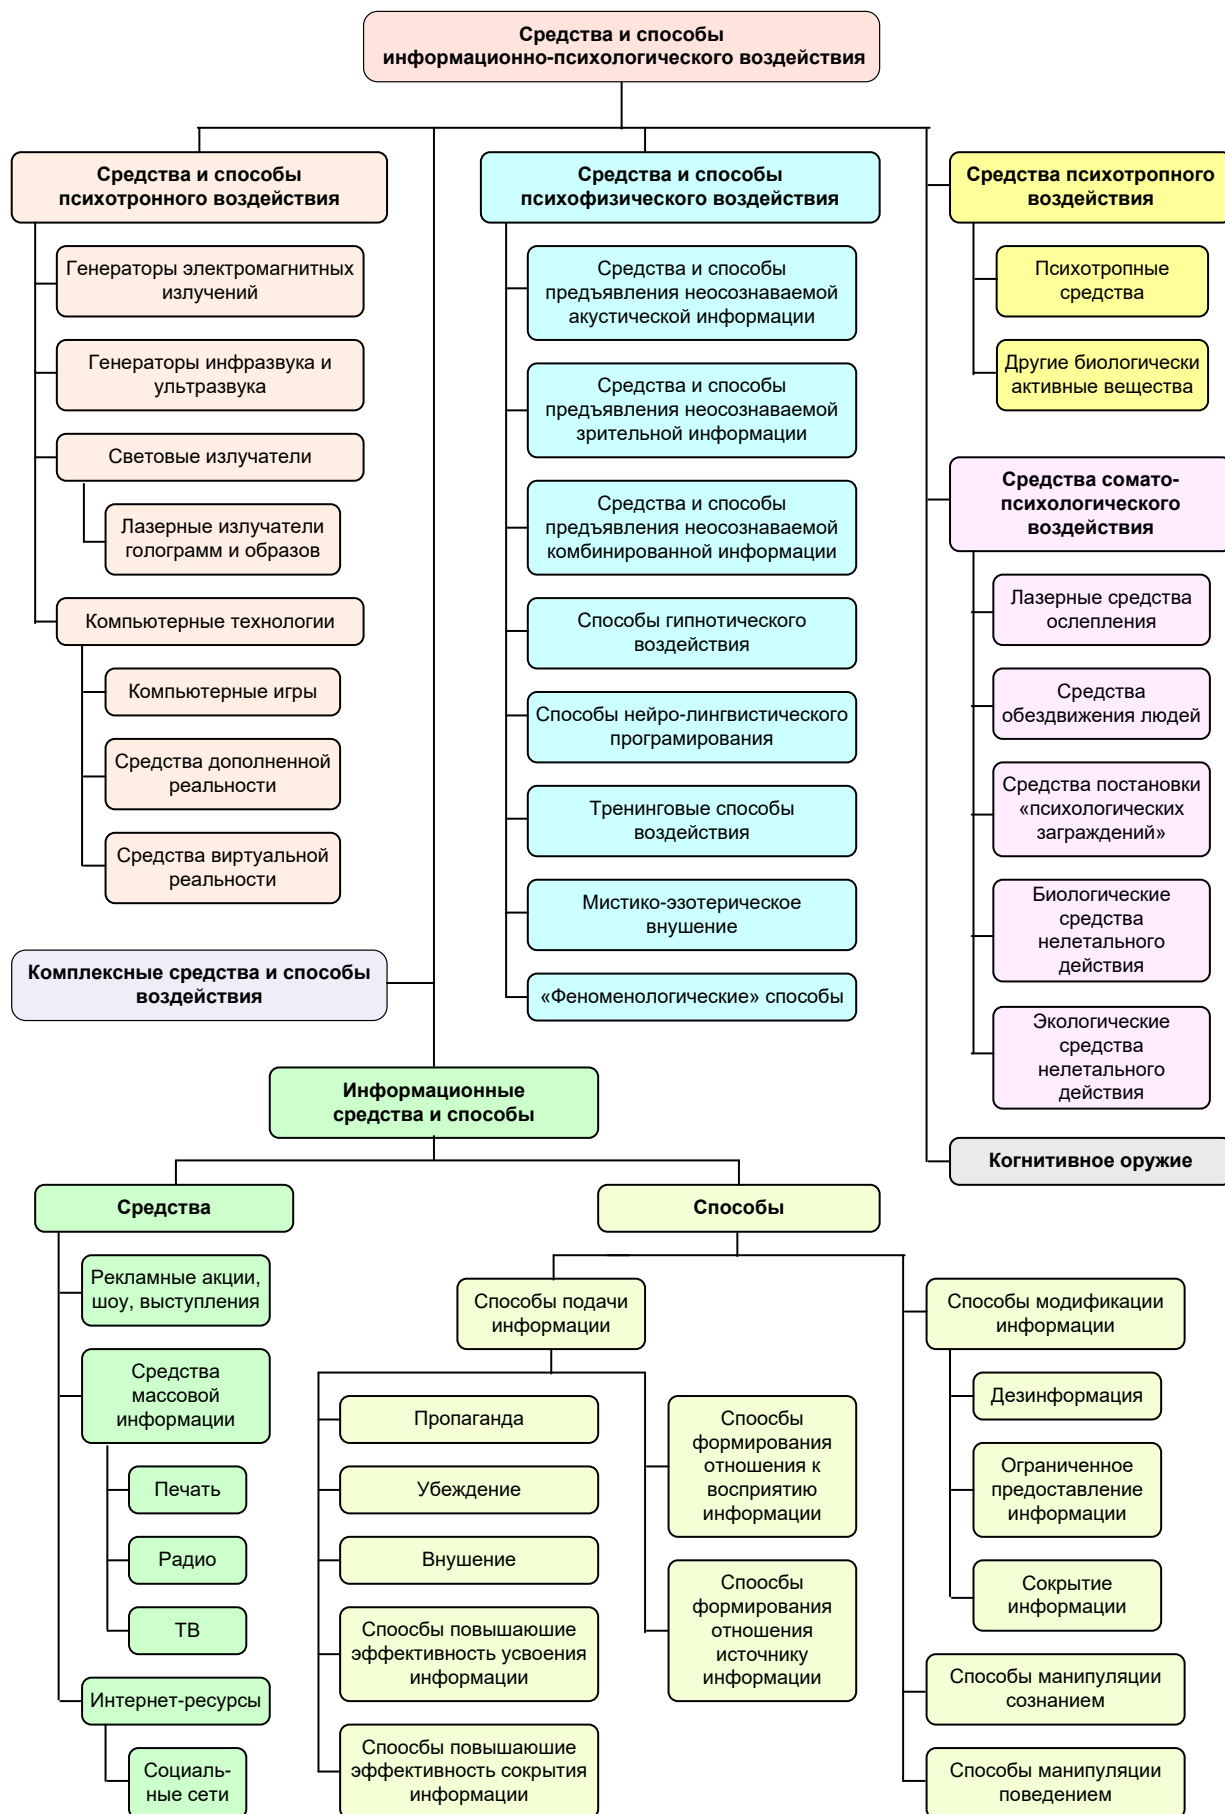 Средства и способы
информационно-психологического воздействия
Средства и способы
психотронного воздействия
Генераторы электромагнитных
излучений
Генераторы инфразвука и
ультразвука
Световые излучатели
Лазерные излучатели
голограмм и образов
Компьютерные технологии
Компьютерные игры
Средства дополненной
реальности
Средства виртуальной
реальности
Комплексные средства и способы
воздействия
Средства и способы
психофизического воздействия
Средства и способы
предъявления неосознаваемой
акустической информации
Средства и способы
предъявления неосознаваемой
зрительной информации
Средства и способы
предъявления неосознаваемой
комбинированной информации
Способы гипнотического
воздействия
Способы нейро-лингвистического
програмирования
Тренинговые способы
воздействия
Мистико-эзотерическое
внушение
«Феноменологические» способы
Средства психотропного
воздействия
Психотропные
средства
Другие биологически
активные вещества
Средства сомато-
психологического
воздействия
Лазерные средства
ослепления
Средства
обездвижения людей
Средства постановки
«психологических
заграждений»
Биологические
средства
нелетального
действия
Экологические
средства
нелетального
действия
Когнитивное оружие
Информационные
средства и способы
Средства
Рекламные акции,
шоу, выступления
Средства
массовой
информации
Печать
Радио
ТВ
Интернет-ресурсы
Социаль-
ные сети
Способы
Способы подачи
информации
Пропаганда
Убеждение
Внушение
Спосoбы повышаюшие
эффективность усвоения
информации
Споосбы повышаюшие
эффективность сокрытия
информации
Споосбы
формирования
отношения к
восприятию
информации
Споосбы
формирования
отношения
источнику
информации
Способы модификации
информации
Дезинформация
Ограниченное
предоставление
информации
Сокрытие
информации
Способы манипуляции
сознанием
Способы манипуляции
поведением